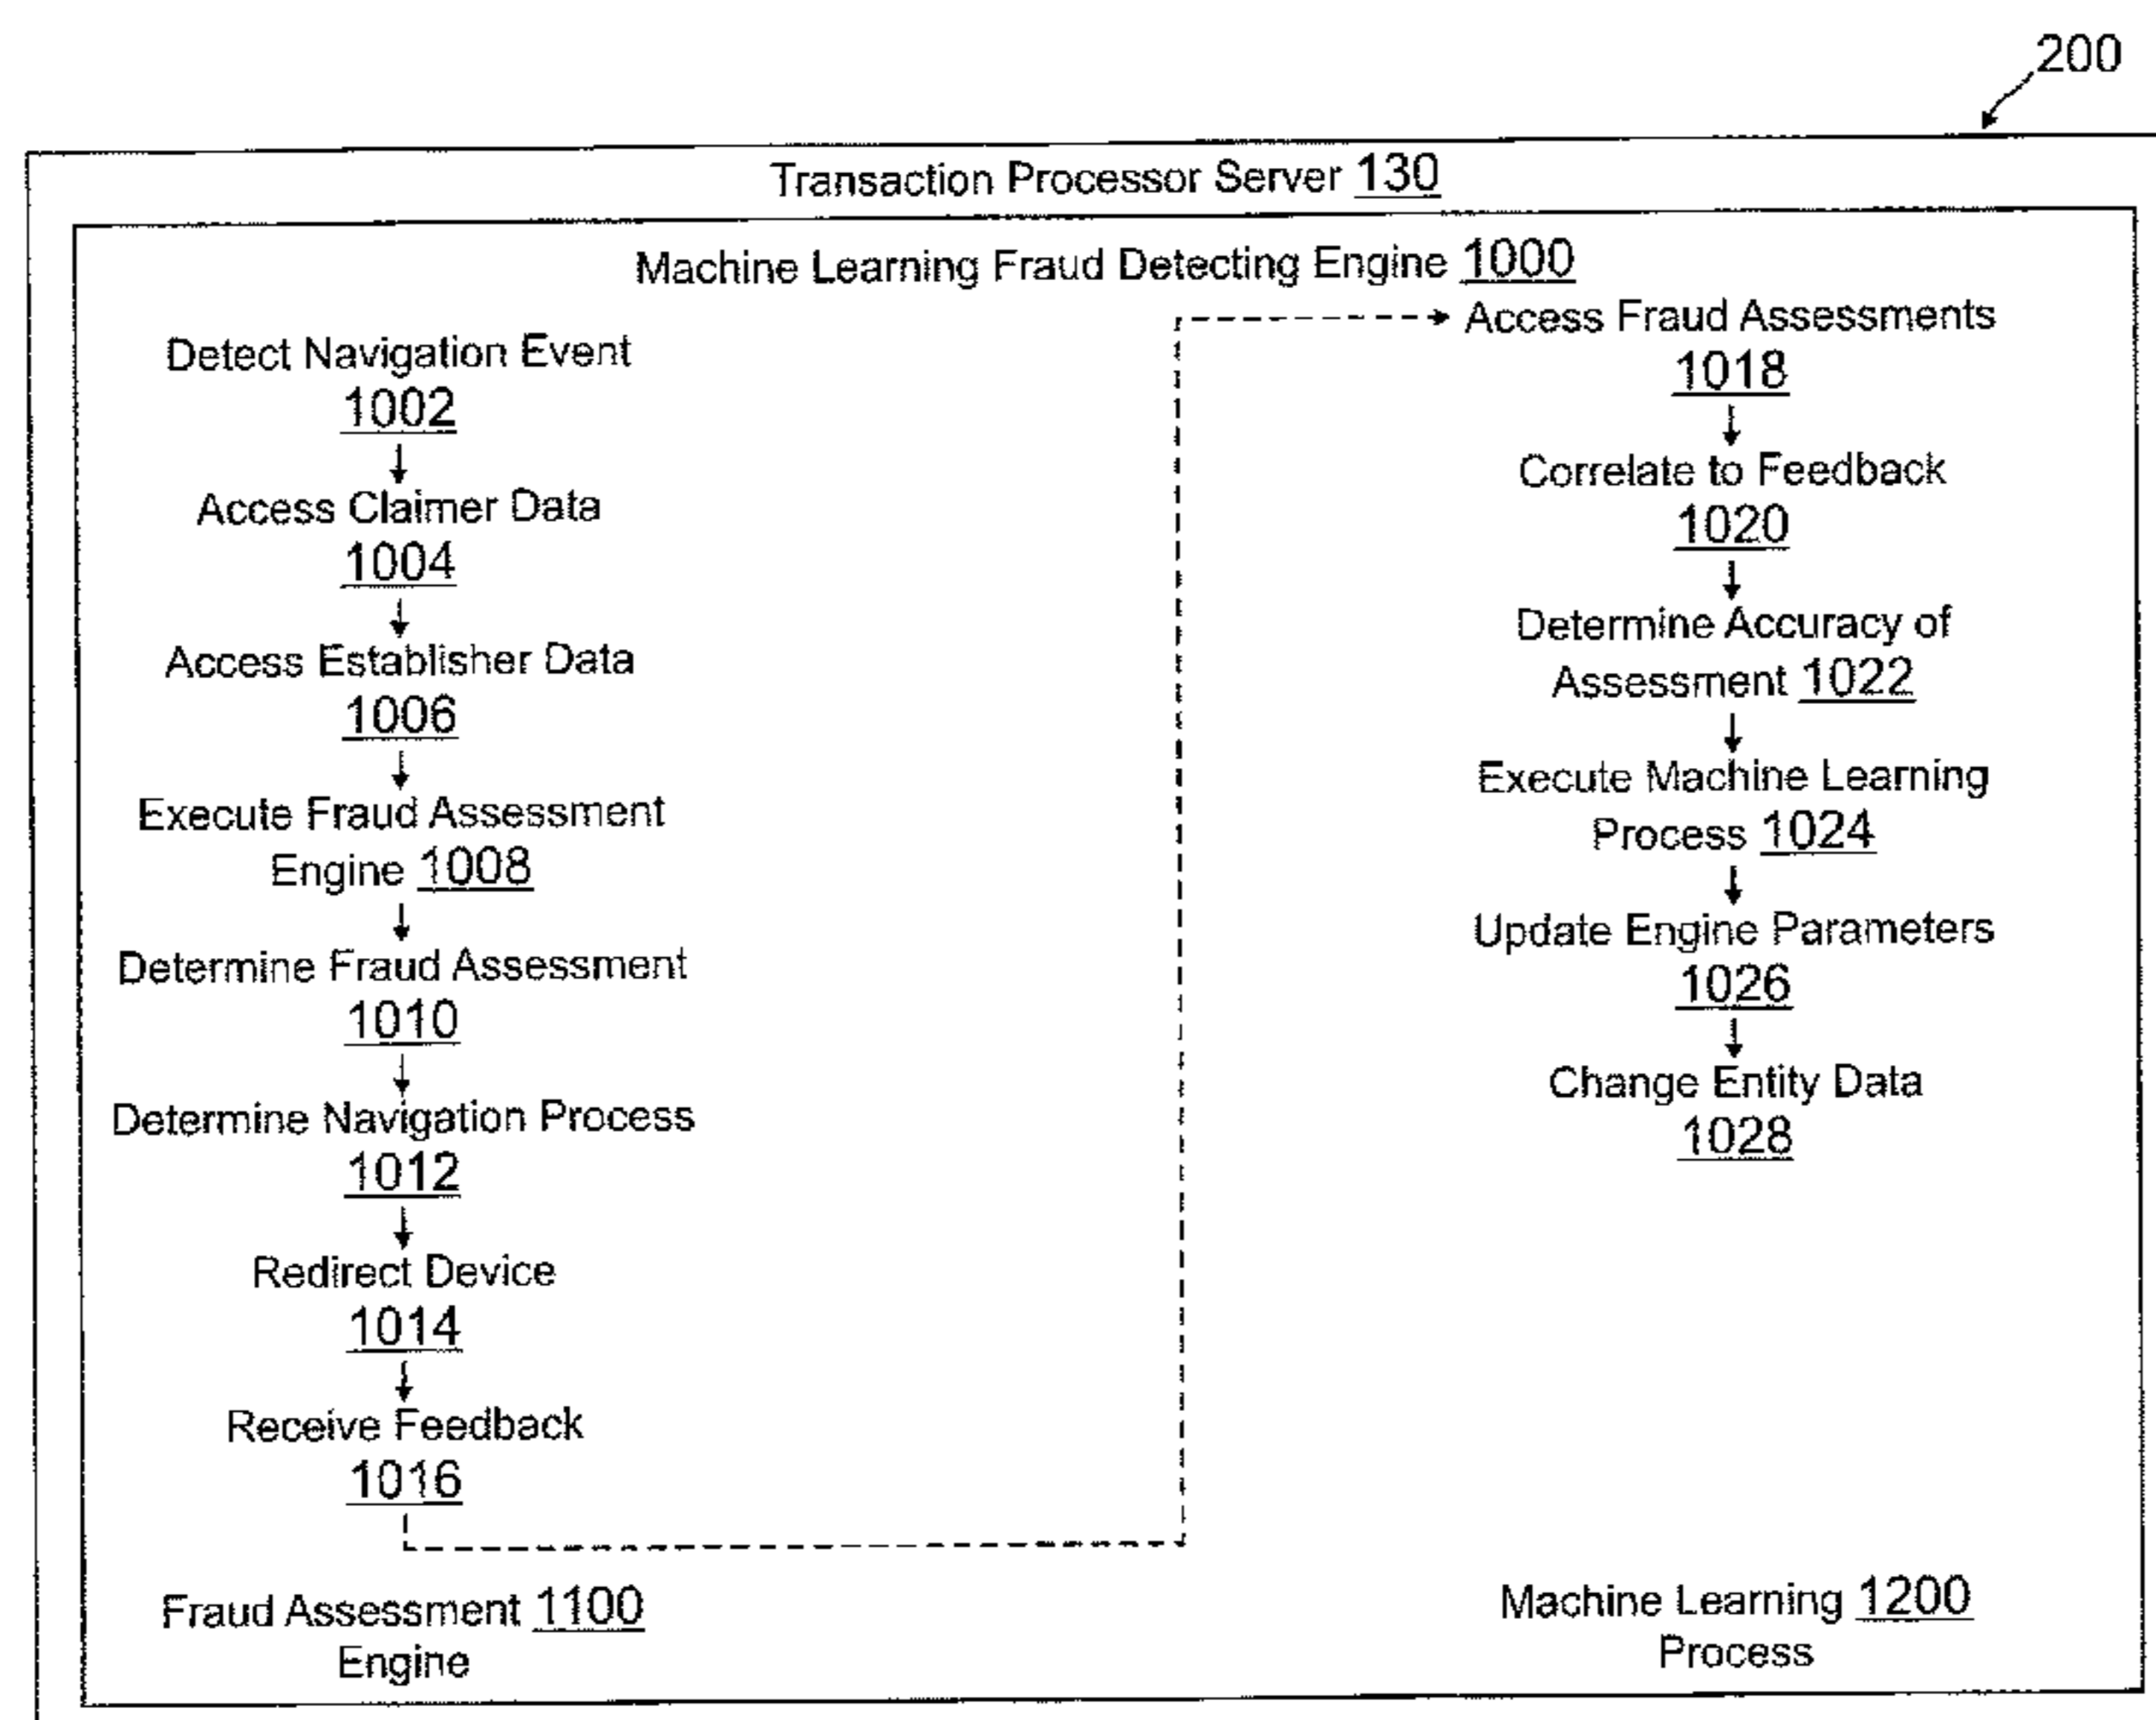 200
Transaction Processor Server 130
Machine Learning Fraud Detecting Engine 1000
Detect Navigation Event
1002
Access Claimer Data
1004
Access Establisher Data
1006
Execute Fraud Assessment
Engine 1008
Determine Fraud Assessment
1010
Determine Navigation Process
1012
Redirect Device
1014
Receive Feedback
1016
Fraud Assessment 1100
Engine
Access Fraud Assessments
1018
Correlate to Feedback
1020
Determine Accuracy of
Assessment 1022
Execute Machine Learning
Process 1024
Update Engine Parameters
1026
Change Entity Data
1028
Machine Learning 1200
Process